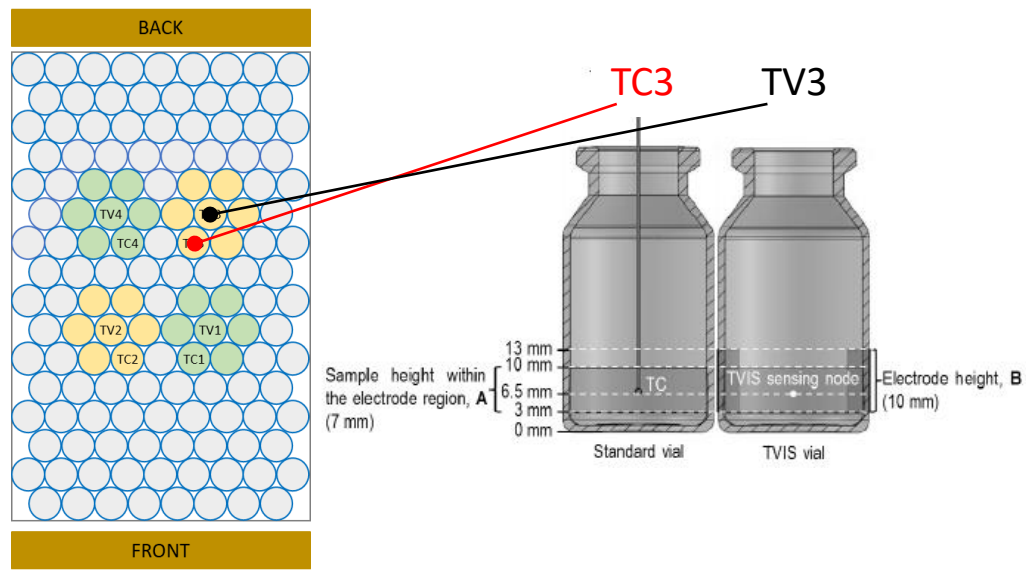 BACK
TC3
TV3
TV4
TC4
TV2
TV1
TC2
TC1
FRONT
13 mm
10 mm
6.5 mm
3 mm
0 mm
Sample height within
the electrode region, A
(7 mm)
TC
TVIS sensing node
Electrode height, B
(10 mm)
Standard vial
TVIS vial